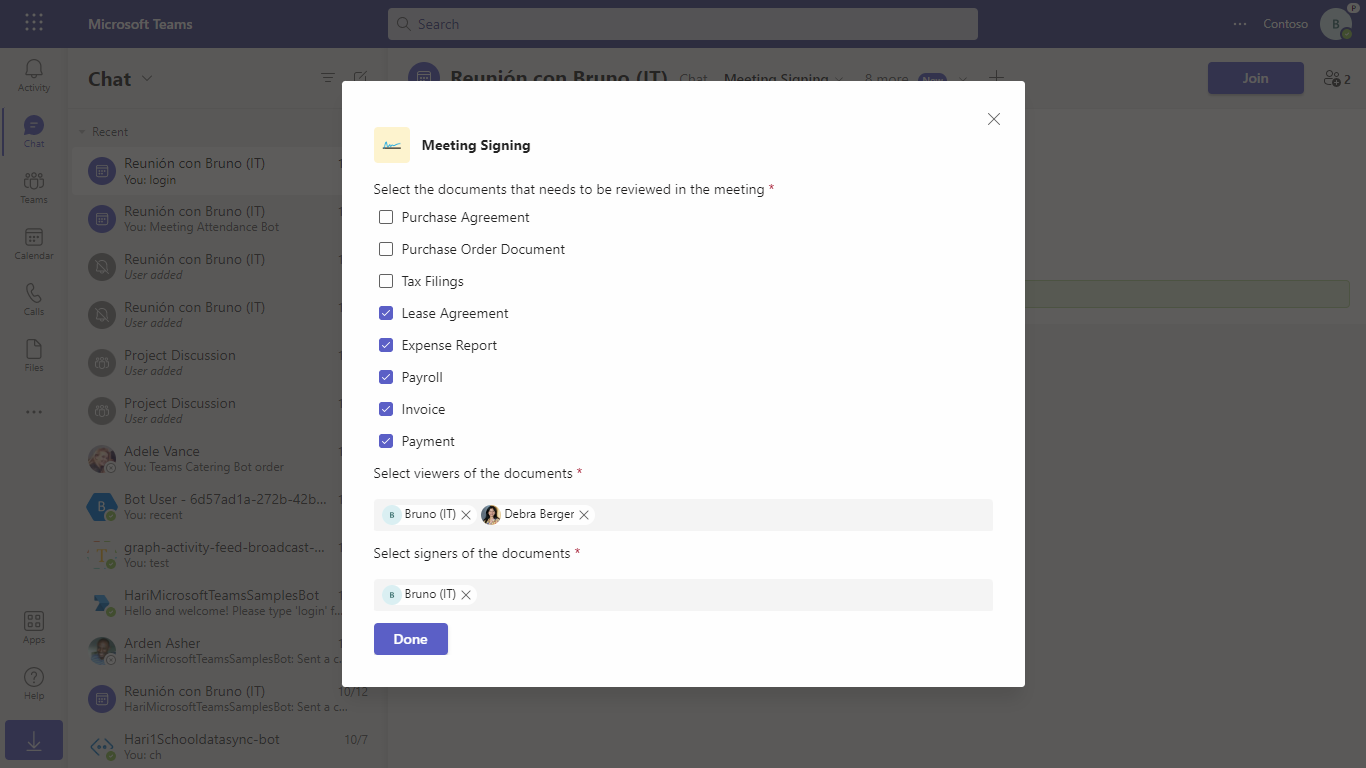 Microsoft Teams
Search
Contoso
B
P
Activity
Chat
Teams
Calendar
Calls
Files
Apps
Help
Chat
Recent
Reunión con Bruno (IT)
You: login
Reunión con Bruno (IT)
You: Meeting Attendance Bot
Reunión con Bruno (IT)
User added
Reunión con Bruno (IT)
User added
Project Discussion
User added
Project Discussion
User added
Adele Vance
You: Teams Catering Bot order
B
Bot User - 6d57ad1a-272b-42b...
You: recent
T
graph-activity-feed-broadcast-...
You: test
HariMicrosoftTeamsSamplesBot
Hello and welcome! Please type 'login' f...
Arden Asher
HariMicrosoftTeamsSamplesBot: Sent a c...
Reunión con Bruno (IT) 10/12
HariMicrosoftTeamsSamplesBot: Sent a c...
Hari1Schooldatasync-bot 10/7
You: ch
Reunión con Bruno (IT) Chat Meeting Signing 8 more New
Join
2
Meeting Signing
Select the documents that needs to be reviewed in the meeting *
Purchase Agreement
Purchase Order Document
Tax Filings
Lease Agreement
Expense Report
Payroll
Invoice
Payment
Select viewers of the documents *
B Bruno (IT) Debra Berger
Select signers of the documents *
B Bruno (IT)
Done